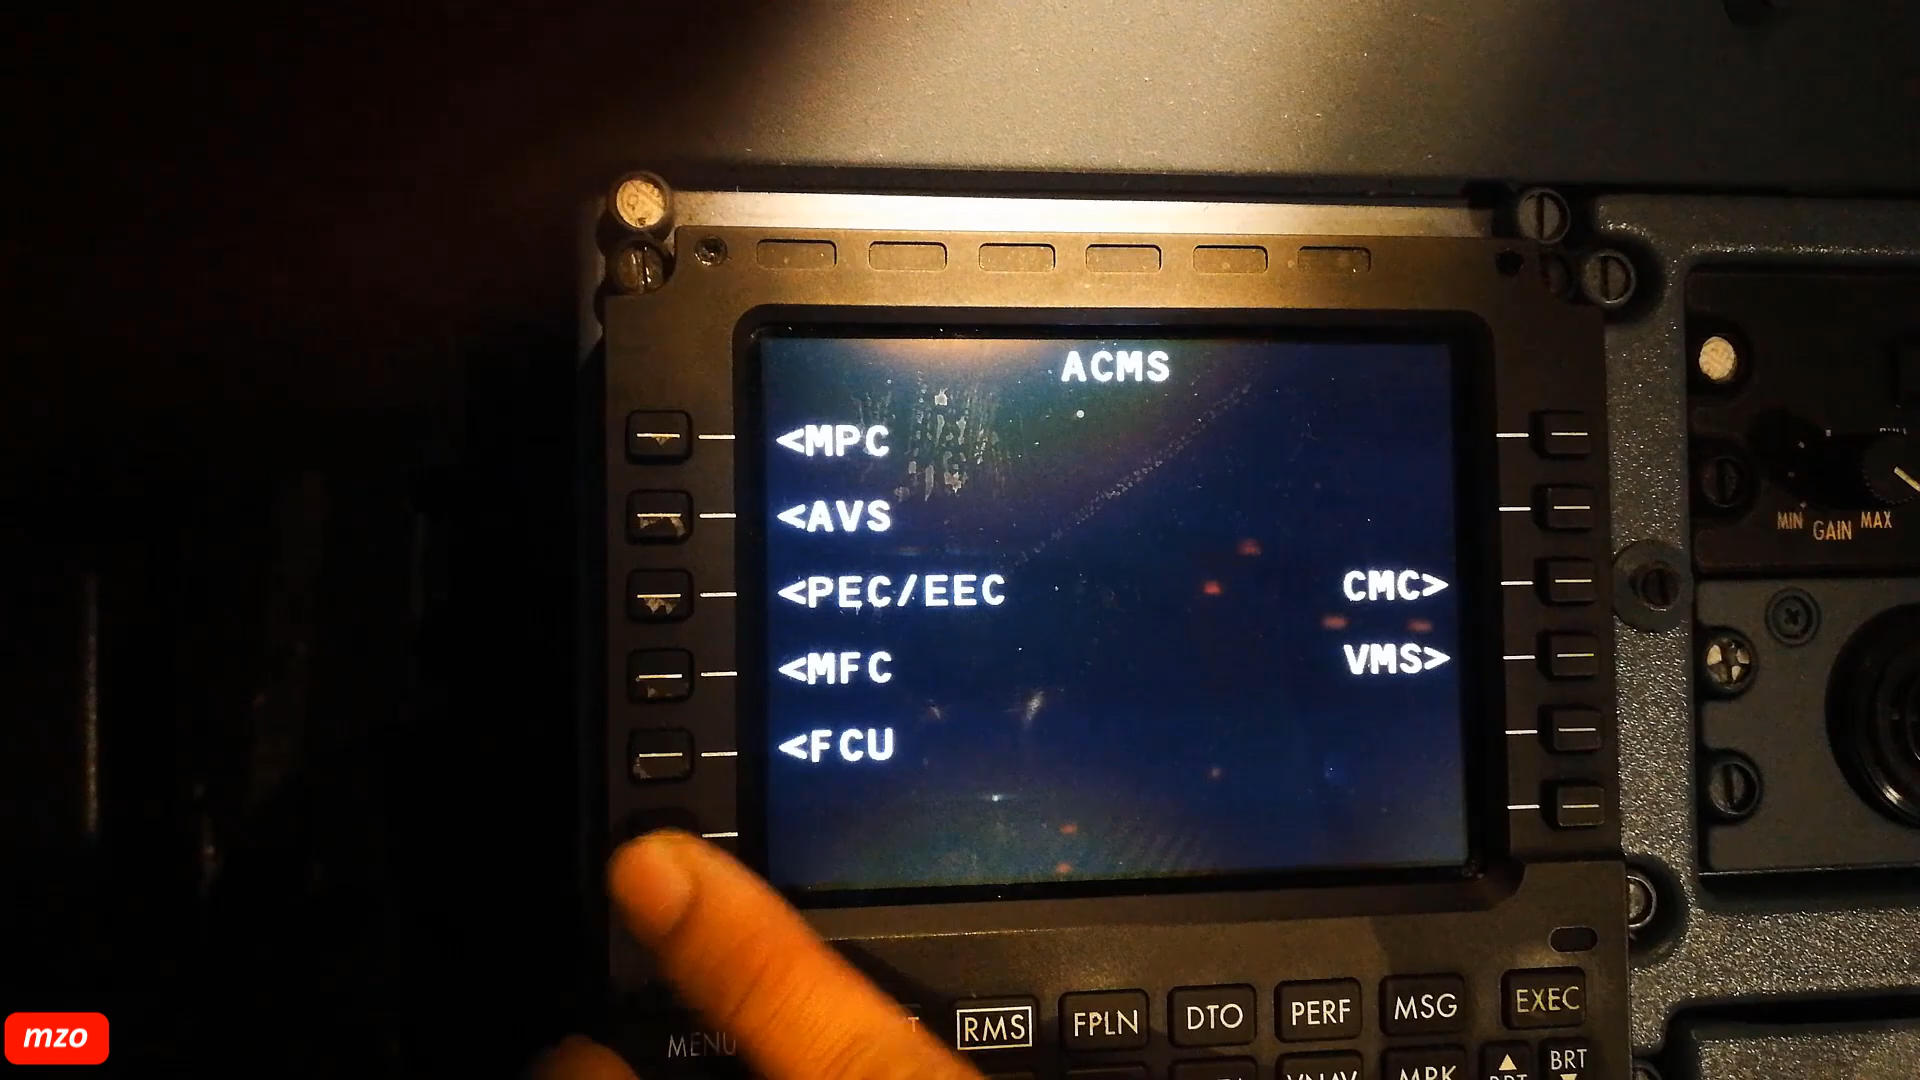 ACMS
<MPC
<AVS
<PEC/EEC
CMC>
<MFC
VMS>
<FCU
MIN GAIN MAX
MENU
RMS FPLN DTO PERF MSG EXEC
BRT
mzo